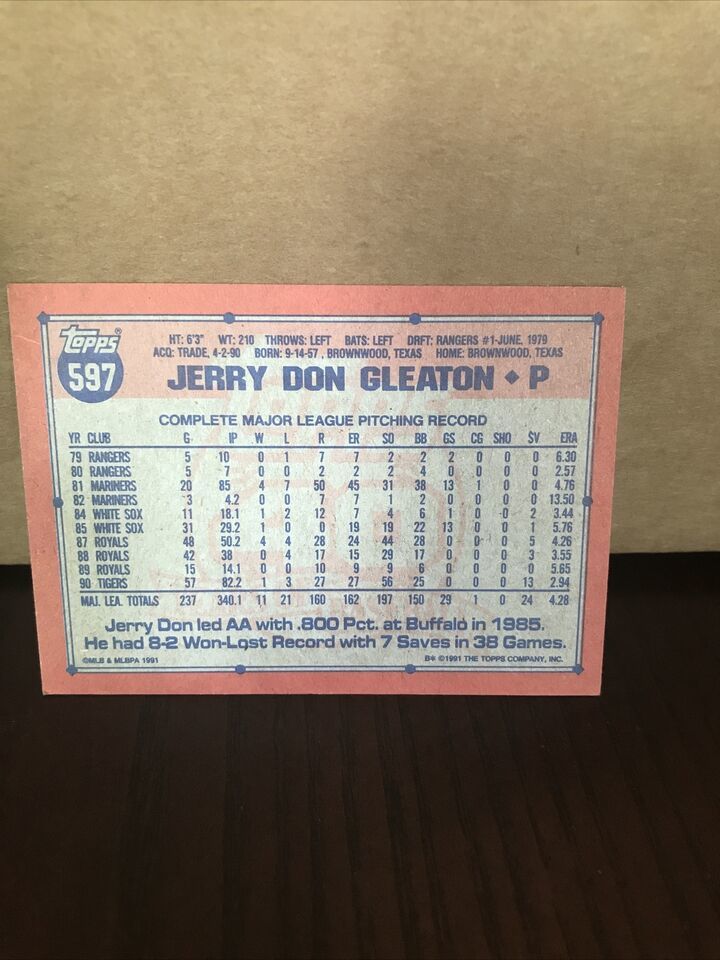 Topps®
597
HT: 6'3" WT: 210 THROWS: LEFT BATS: LEFT DRFT: RANGERS #1-JUNE, 1979
ACQ: TRADE, 4-2-90 BORN: 9-14-57, BROWNWOOD, TEXAS HOME: BROWNWOOD, TEXAS
JERRY DON GLEATON ♦ P
COMPLETE MAJOR LEAGUE PITCHING RECORD
YR CLUB G IP W L R ER SO BB GS CG SHO SV ERA
79 RANGERS 5 10 0 1 7 7 2 2 2 0 0 0 6.30
80 RANGERS 5 7 0 0 2 2 2 4 0 0 0 0 2.57
81 MARINERS 20 85 4 7 50 45 31 38 13 1 0 0 4.76
82 MARINERS 3 4.2 0 0 7 7 1 2 0 0 0 0 13.50
84 WHITE SOX 11 18.1 1 2 12 7 4 6 1 0 0 2 3.44
85 WHITE SOX 31 29.2 1 0 0 19 19 22 13 0 0 1 5.76
87 ROYALS 48 50.2 4 4 28 24 44 28 0 0 0 5 4.26
88 ROYALS 42 38 0 4 17 15 29 17 0 0 0 3 3.55
89 ROYALS 15 14.1 0 0 10 9 9 6 0 0 0 0 5.65
90 TIGERS 57 82.2 1 3 27 27 56 25 0 0 0 13 2.94
MAJ. LEA. TOTALS 237 340.1 11 21 160 162 197 150 29 1 0 24 4.28
Jerry Don led AA with .800 Pct. at Buffalo in 1985.
He had 8-2 Won-Lost Record with 7 Saves in 38 Games.
©MLB & MLBPA 1991 B* ©1991 THE TOPPS COMPANY, INC.